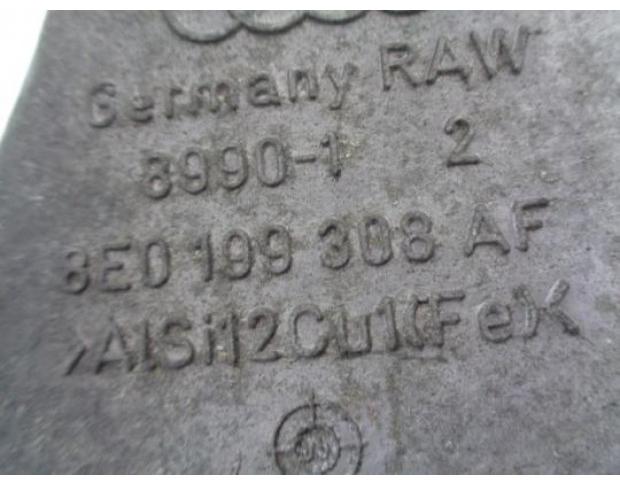 Germany RAW
8990-1 2
8E0 199 308 AF
>AlSi12Cu1(Fe)<